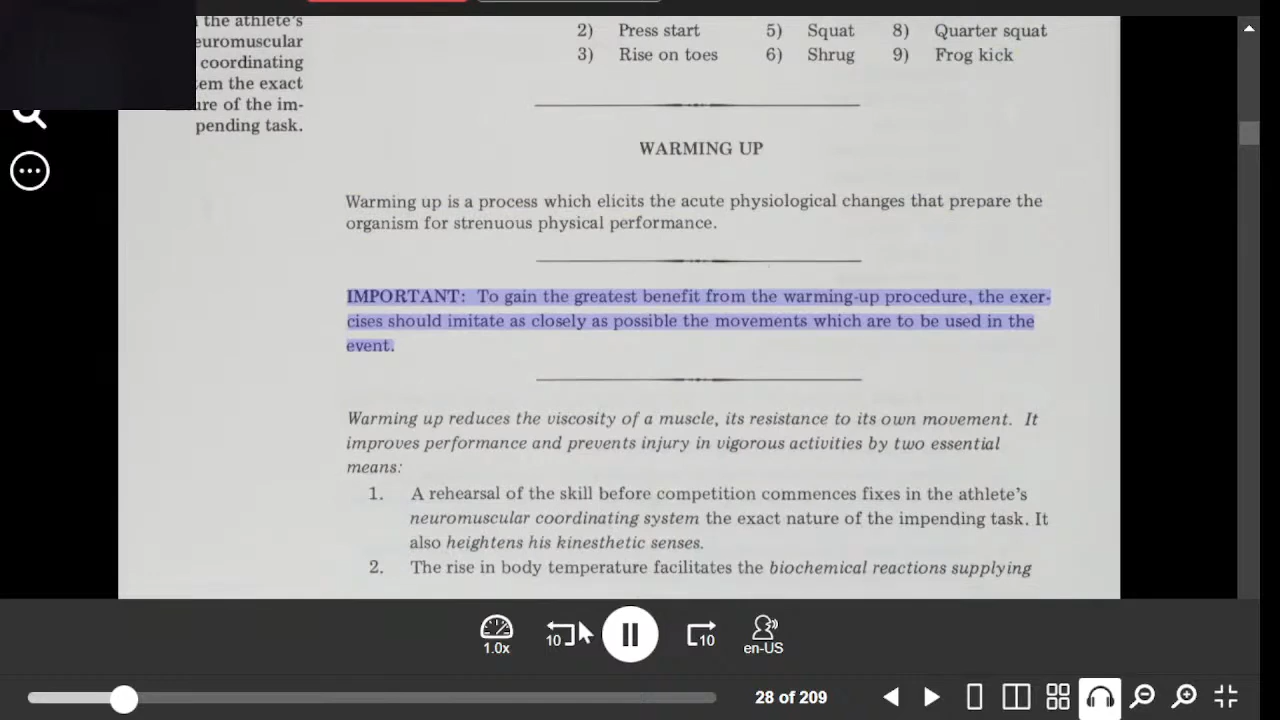 the athlete's
euromuscular
coordinating
tem the exact
ure of the im-
pending task.
2) Press start 5) Squat 8) Quarter squat
3) Rise on toes 6) Shrug 9) Frog kick
WARMING UP
Warming up is a process which elicits the acute physiological changes that prepare the
organism for strenuous physical performance.
IMPORTANT: To gain the greatest benefit from the warming-up procedure, the exer-
cises should imitate as closely as possible the movements which are to be used in the
event.
Warming up reduces the viscosity of a muscle, its resistance to its own movement. It
improves performance and prevents injury in vigorous activities by two essential
means:
1. A rehearsal of the skill before competition commences fixes in the athlete's
neuromuscular coordinating system the exact nature of the impending task. It
also heightens his kinesthetic senses.
2. The rise in body temperature facilitates the biochemical reactions supplying
1.0x
10
10
en-US
28 of 209